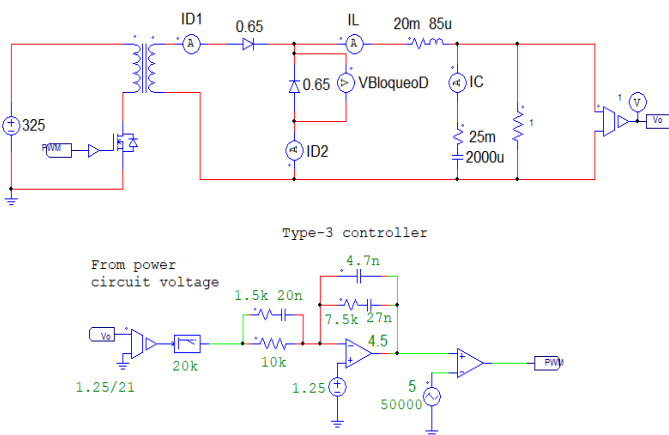 ID1
0.65
IL
20m 85u
325
PWM
0.65
VBloqueoD
ID2
IC
25m
2000u
1
1
V
Vo
A
A
V
A
A
Type-3 controller
From power
circuit voltage
4.7n
1.5k 20n
7.5k 27n
4.5
Vo
10k
20k
1.25/21
1.25
5
50000
PWM